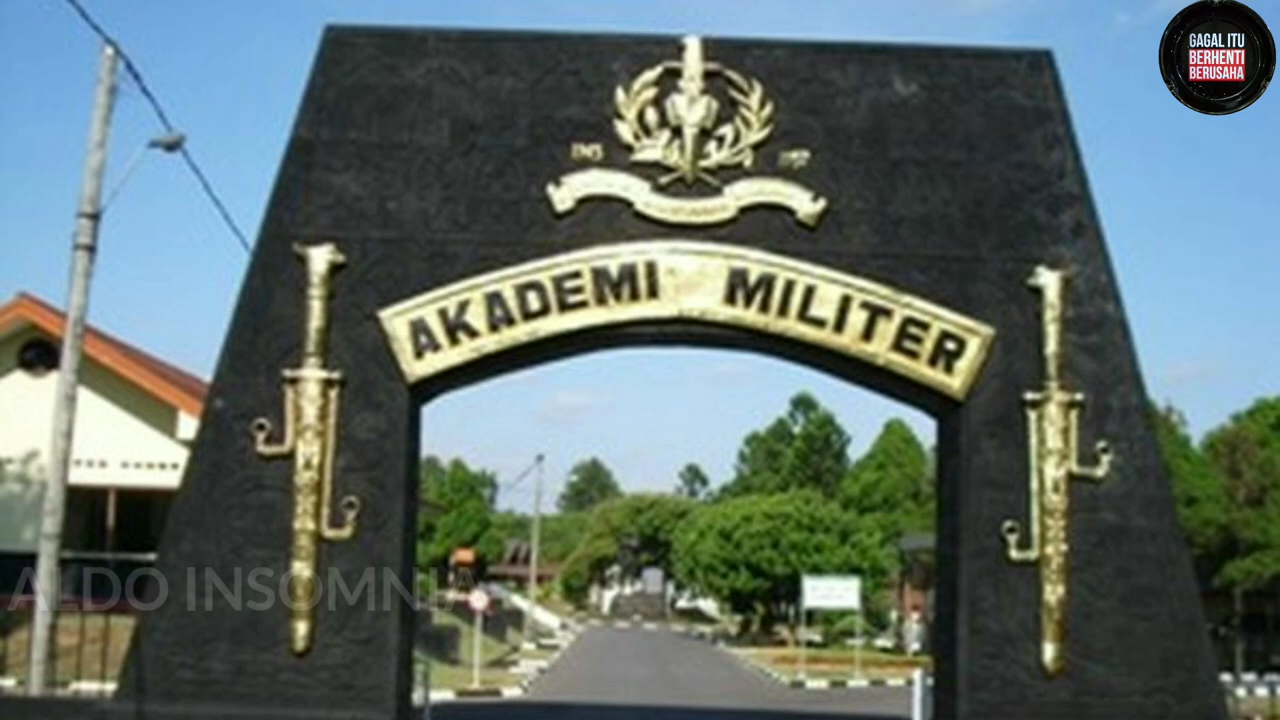 GAGAL ITU
BERHENTI
BERUSAHA
AKADEMI MILITER
ALDO INSOMNIA